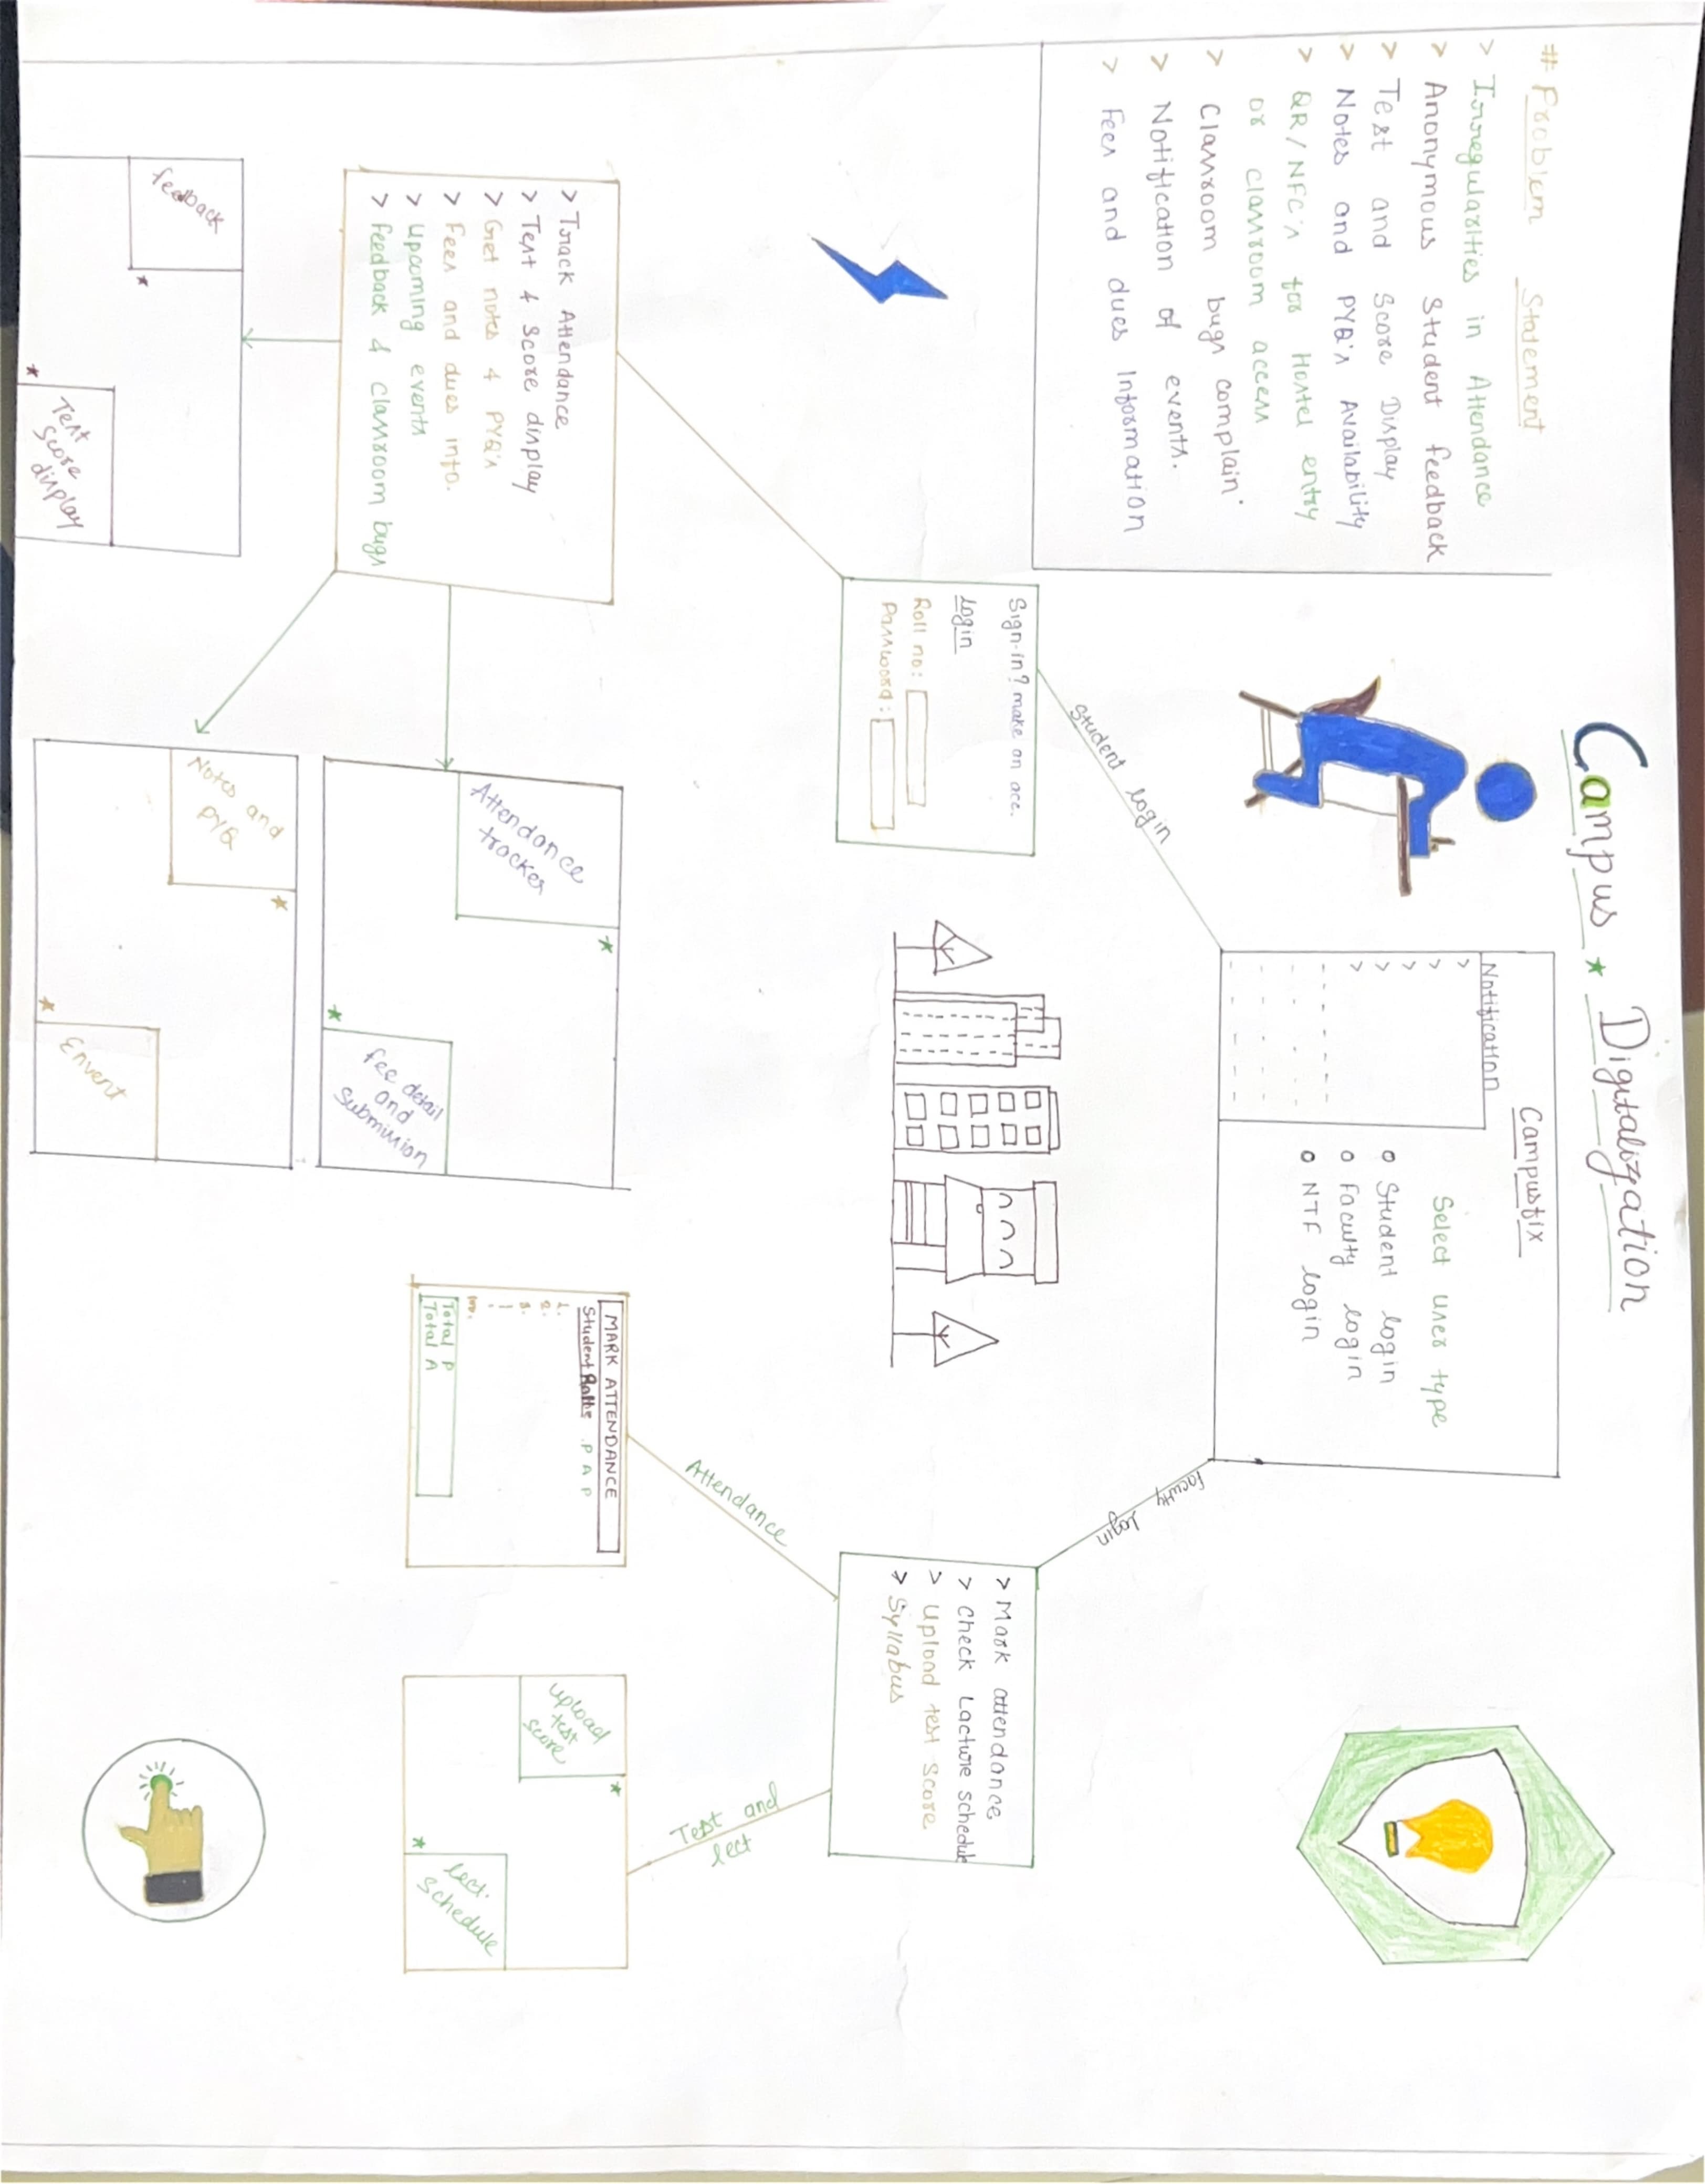 Campus Digitalization
# Problem Statement
> Irregularities in Attendance
> Anonymous Student feedback
> Test and Score Display
> Notes and PYQ's Availability
> QR/NFC's for Hostel entry
or classroom access
> Classroom bugs complain.
> Notification of events.
> Fees and dues Information
Campusfix
Notification
Select user type
Student login
Faculty login
NTF login
Student login
Faculty login
Sign-In? make on acc.
Login
Roll no:
Password:
> Mark attendance
> Check Lacture Schedule
> Upload test score
> Syllabus
> Track Attendance
> Test & Score display
> Get notes & PYQ's
> Fees and dues info.
> Upcoming events
> Feedback & Classroom bugs
Attendance
Test and
lect
Attendance
tracker
Fee detail
and
submission
Notes and
PYQ
Envent
feedback
Test
Score
display
MARK ATTENDANCE
Student P A P
1.
2.
3.
Total P
Total A
Upload
test
score
lect.
Schedule